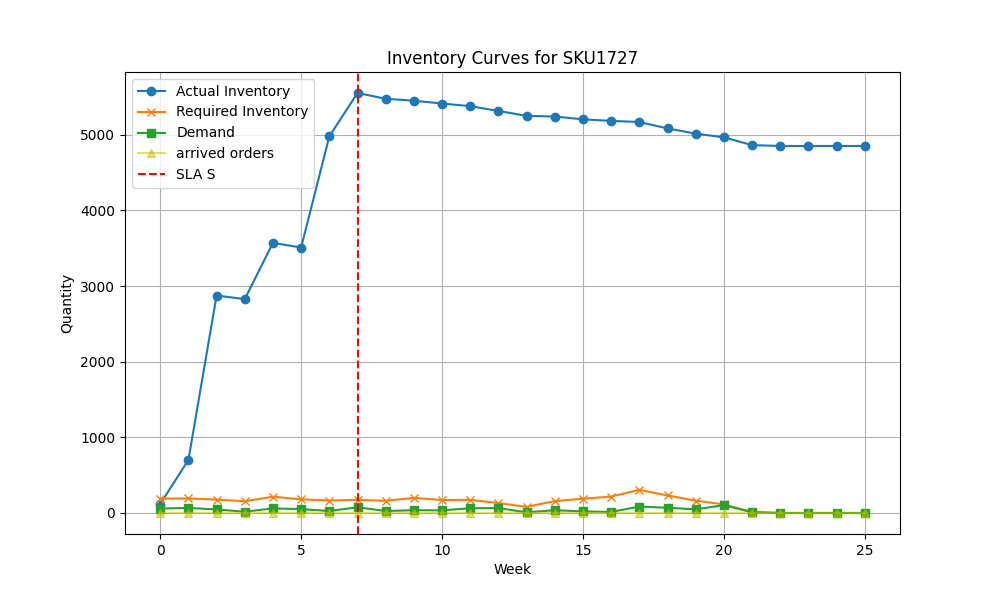 Inventory Curves for SKU1727
Actual Inventory
Required Inventory
Demand
arrived orders
SLA S
Quantity
5000
4000
3000
2000
1000
0
0 5 10 15 20 25
Week